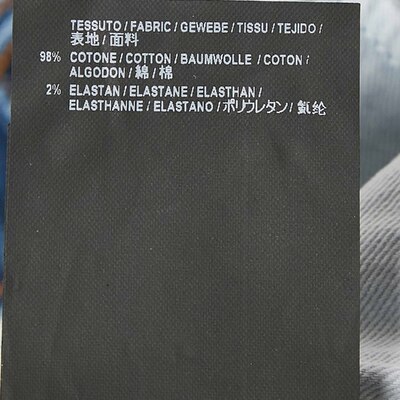 TESSUTO / FABRIC / GEWEBE / TISSU / TEJIDO /
表地 / 面料
98% COTONE / COTTON / BAUMWOLLE / COTON /
ALGODON / 綿 / 棉
2% ELASTAN / ELASTANE / ELASTHAN /
ELASTHANNE / ELASTANO / ポリウレタン / 氨纶